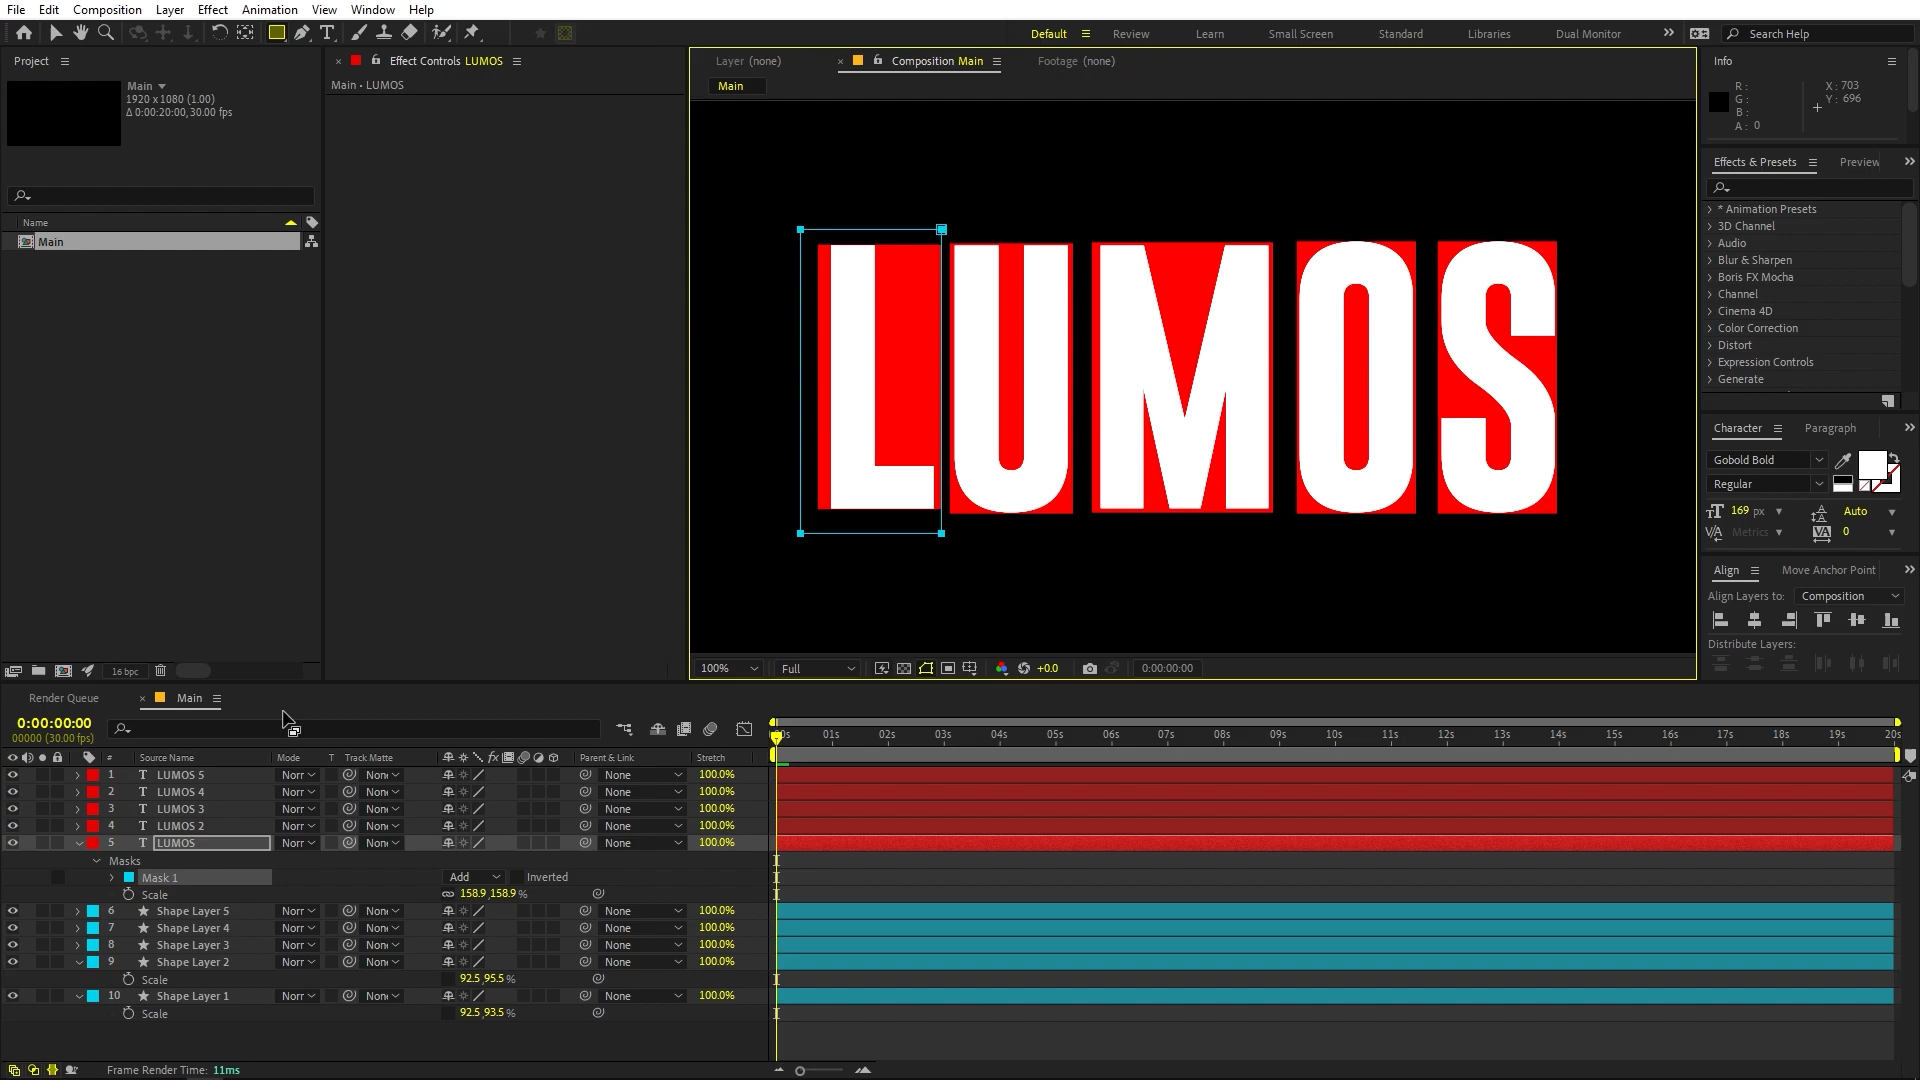 File Edit Composition Layer Effect Animation View Window Help
Default Review Learn Small Screen Standard Libraries Dual Monitor Search Help
Project
Main
1920 x 1080 (1.00)
Δ 0:00:20:00, 30.00 fps
Name
Main
16 bpc
Effect Controls LUMOS
Main • LUMOS
Layer (none) Composition Main Footage (none)
Main
LUMOS
100% Full +0.0 0:00:00:00
Info
R : X : 703
G : Y : 696
B :
A : 0
Effects & Presets Preview
* Animation Presets
3D Channel
Audio
Blur & Sharpen
Boris FX Mocha
Channel
Cinema 4D
Color Correction
Distort
Expression Controls
Generate
Character Paragraph
Gobold Bold
Regular
169 px Auto
Metrics 0
Align Move Anchor Point
Align Layers to: Composition
Distribute Layers:
Render Queue Main
0:00:00:00
00000 (30.00 fps)
# Source Name Mode T Track Matte Parent & Link Stretch
01s 02s 03s 04s 05s 06s 07s 08s 09s 10s 11s 12s 13s 14s 15s 16s 17s 18s 19s 20s
1 T LUMOS 5 Norr None None 100.0%
2 T LUMOS 4 Norr None None 100.0%
3 T LUMOS 3 Norr None None 100.0%
4 T LUMOS 2 Norr None None 100.0%
5 T LUMOS Norr None None 100.0%
Masks
Mask 1 Add Inverted
Scale 158.9, 158.9 %
6 Shape Layer 5 Norr None None 100.0%
7 Shape Layer 4 Norr None None 100.0%
8 Shape Layer 3 Norr None None 100.0%
9 Shape Layer 2 Norr None None 100.0%
Scale 92.5, 95.5 %
10 Shape Layer 1 Norr None None 100.0%
Scale 92.5, 93.5 %
Frame Render Time: 11ms